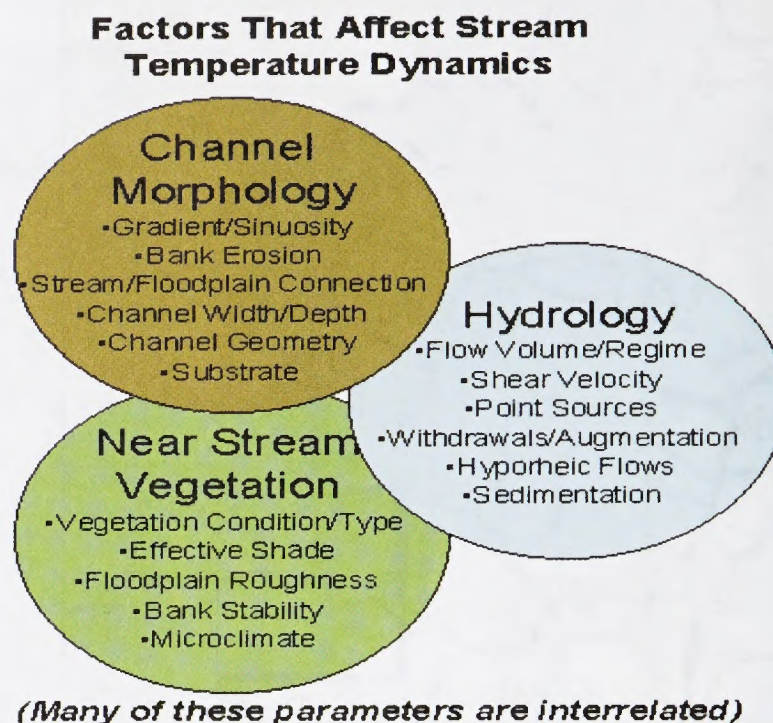 Factors That Affect Stream
Temperature Dynamics
Channel
Morphology
▪Gradient/Sinuosity
▪Bank Erosion
▪Stream/Floodplain Connection
▪Channel Width/Depth
▪Channel Geometry
▪Substrate
Hydrology
▪Flow Volume/Regime
▪Shear Velocity
▪Point Sources
▪Withdrawals/Augmentation
▪Hyporheic Flows
▪Sedimentation
Near Stream
Vegetation
▪Vegetation Condition/Type
▪Effective Shade
▪Floodplain Roughness
▪Bank Stability
▪Microclimate
(Many of these parameters are interrelated)